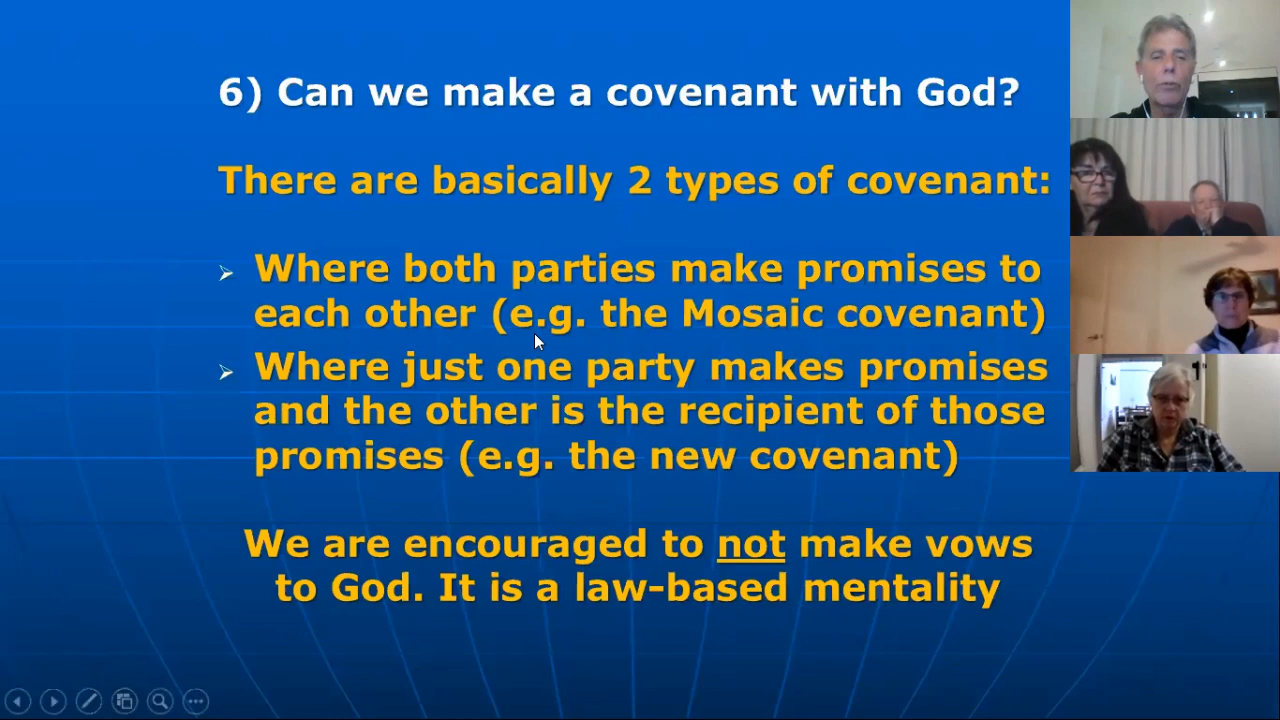 6) Can we make a covenant with God?
There are basically 2 types of covenant:
Where both parties make promises to
each other (e.g. the Mosaic covenant)
Where just one party makes promises
and the other is the recipient of those
promises (e.g. the new covenant)
We are encouraged to not make vows
to God. It is a law-based mentality